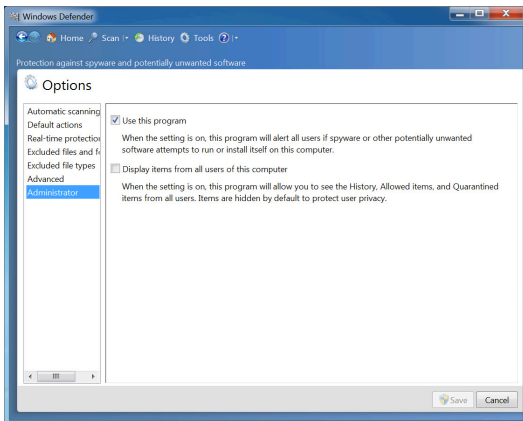 Windows Defender
Home Scan History Tools
Protection against spyware and potentially unwanted software
Options
Automatic scanning
Default actions
Real-time protection
Excluded files and fo
Excluded file types
Advanced
Administrator
Use this program
When the setting is on, this program will alert all users if spyware or other potentially unwanted
software attempts to run or install itself on this computer.
Display items from all users of this computer
When the setting is on, this program will allow you to see the History, Allowed items, and Quarantined
items from all users. Items are hidden by default to protect user privacy.
Save Cancel